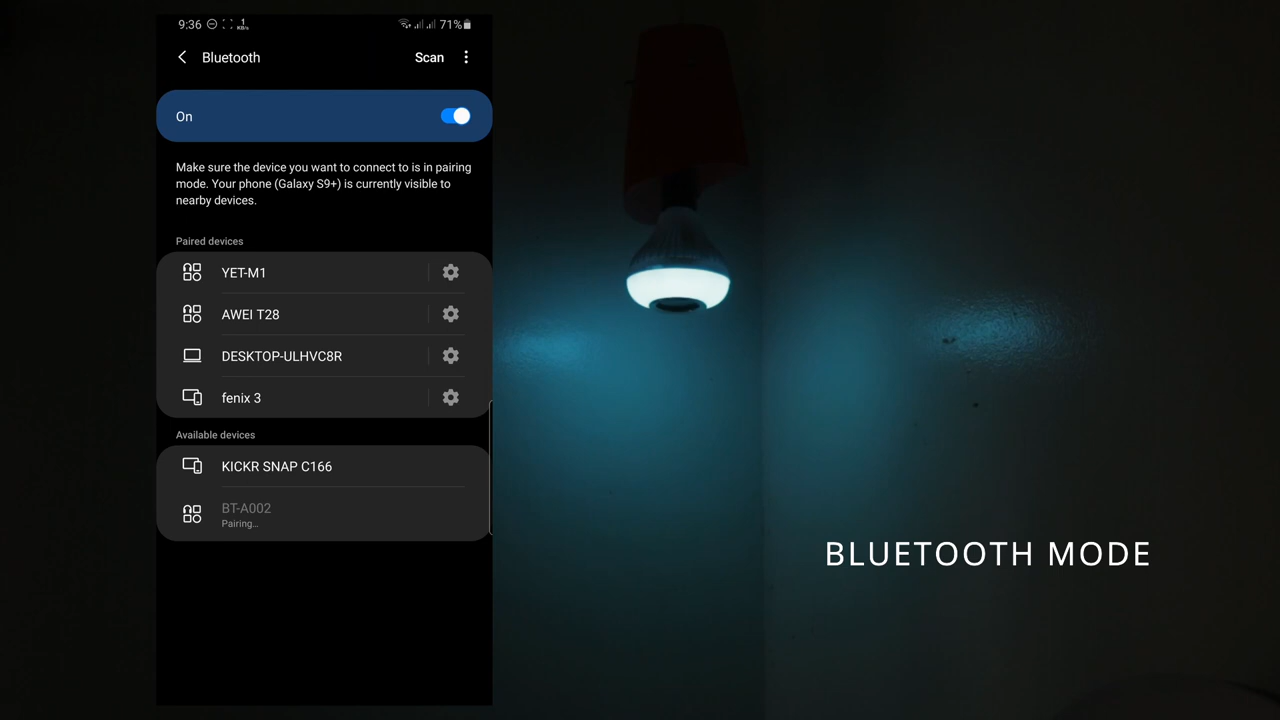 9:36 1 KB/s 71%
Bluetooth Scan
On
Make sure the device you want to connect to is in pairing
mode. Your phone (Galaxy S9+) is currently visible to
nearby devices.
Paired devices
YET-M1
AWEI T28
DESKTOP-ULHVC8R
fenix 3
Available devices
KICKR SNAP C166
BT-A002
Pairing...
BLUETOOTH MODE